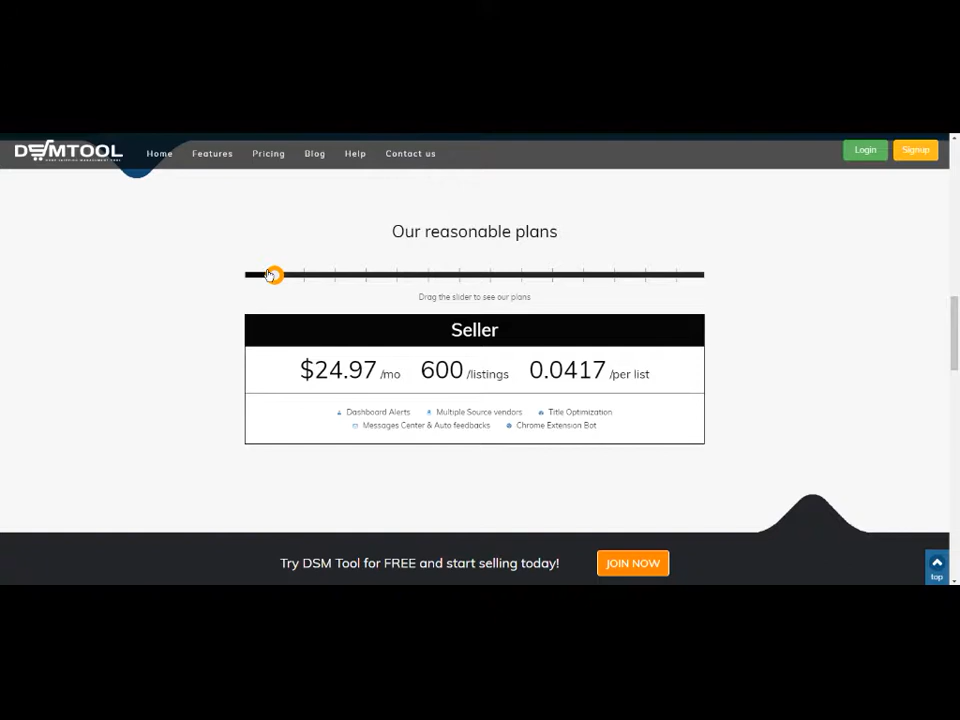 DSMTOOL
Home Features Pricing Blog Help Contact us
Login Signup
Our reasonable plans
Drag the slider to see our plans
Seller
$24.97 /mo 600 /listings 0.0417 /per list
Dashboard Alerts Multiple Source vendors Title Optimization
Messages Center & Auto feedbacks Chrome Extension Bot
Try DSM Tool for FREE and start selling today! JOIN NOW
top